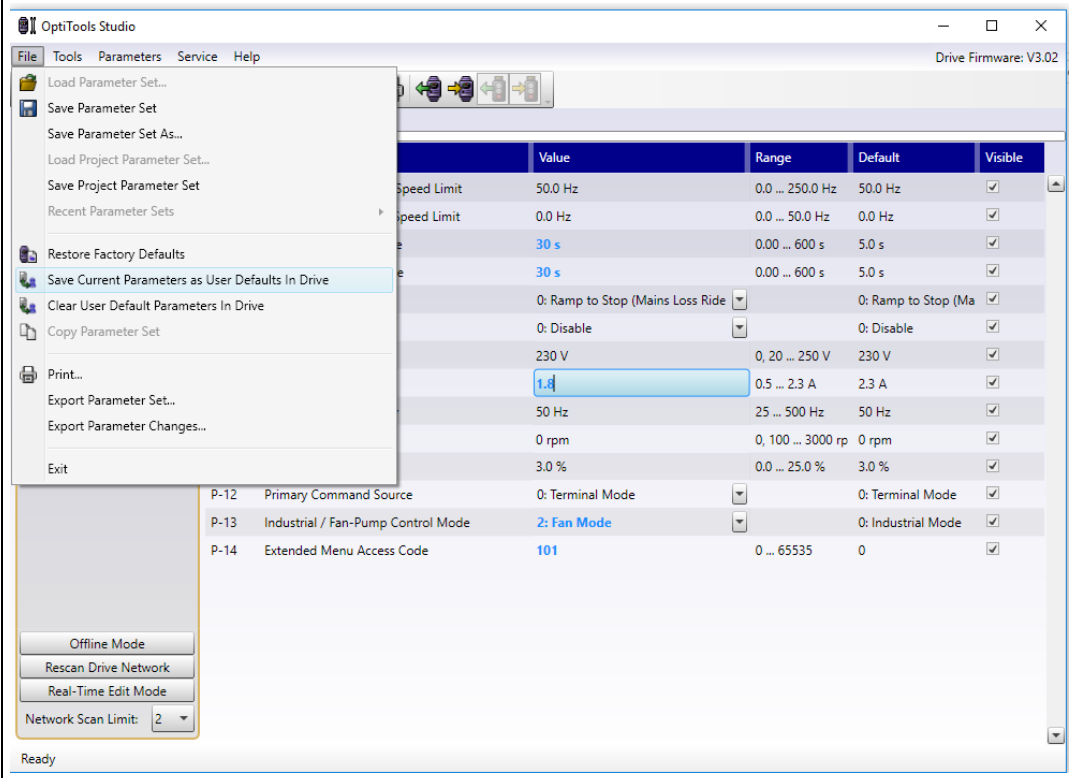 OptiTools Studio
File Tools Parameters Service Help Drive Firmware: V3.02
Load Parameter Set...
Save Parameter Set
Save Parameter Set As...
Load Project Parameter Set...
Save Project Parameter Set
Recent Parameter Sets
Restore Factory Defaults
Save Current Parameters as User Defaults In Drive
Clear User Default Parameters In Drive
Copy Parameter Set
Print...
Export Parameter Set...
Export Parameter Changes...
Exit
Value Range Default Visible
Speed Limit 50.0 Hz 0.0 ... 250.0 Hz 50.0 Hz
Speed Limit 0.0 Hz 0.0 ... 50.0 Hz 0.0 Hz
30 s 0.00 ... 600 s 5.0 s
30 s 0.00 ... 600 s 5.0 s
0: Ramp to Stop (Mains Loss Ride 0: Ramp to Stop (Ma
0: Disable 0: Disable
230 V 0, 20 ... 250 V 230 V
1.8 0.5 ... 2.3 A 2.3 A
50 Hz 25 ... 500 Hz 50 Hz
0 rpm 0, 100 ... 3000 rp 0 rpm
3.0 % 0.0 ... 25.0 % 3.0 %
P-12 Primary Command Source 0: Terminal Mode 0: Terminal Mode
P-13 Industrial / Fan-Pump Control Mode 2: Fan Mode 0: Industrial Mode
P-14 Extended Menu Access Code 101 0 ... 65535 0
Offline Mode
Rescan Drive Network
Real-Time Edit Mode
Network Scan Limit: 2
Ready